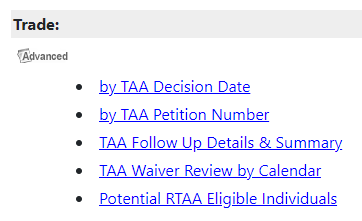 Trade:
Advanced
by TAA Decision Date
by TAA Petition Number
TAA Follow Up Details & Summary
TAA Waiver Review by Calendar
Potential RTAA Eligible Individuals